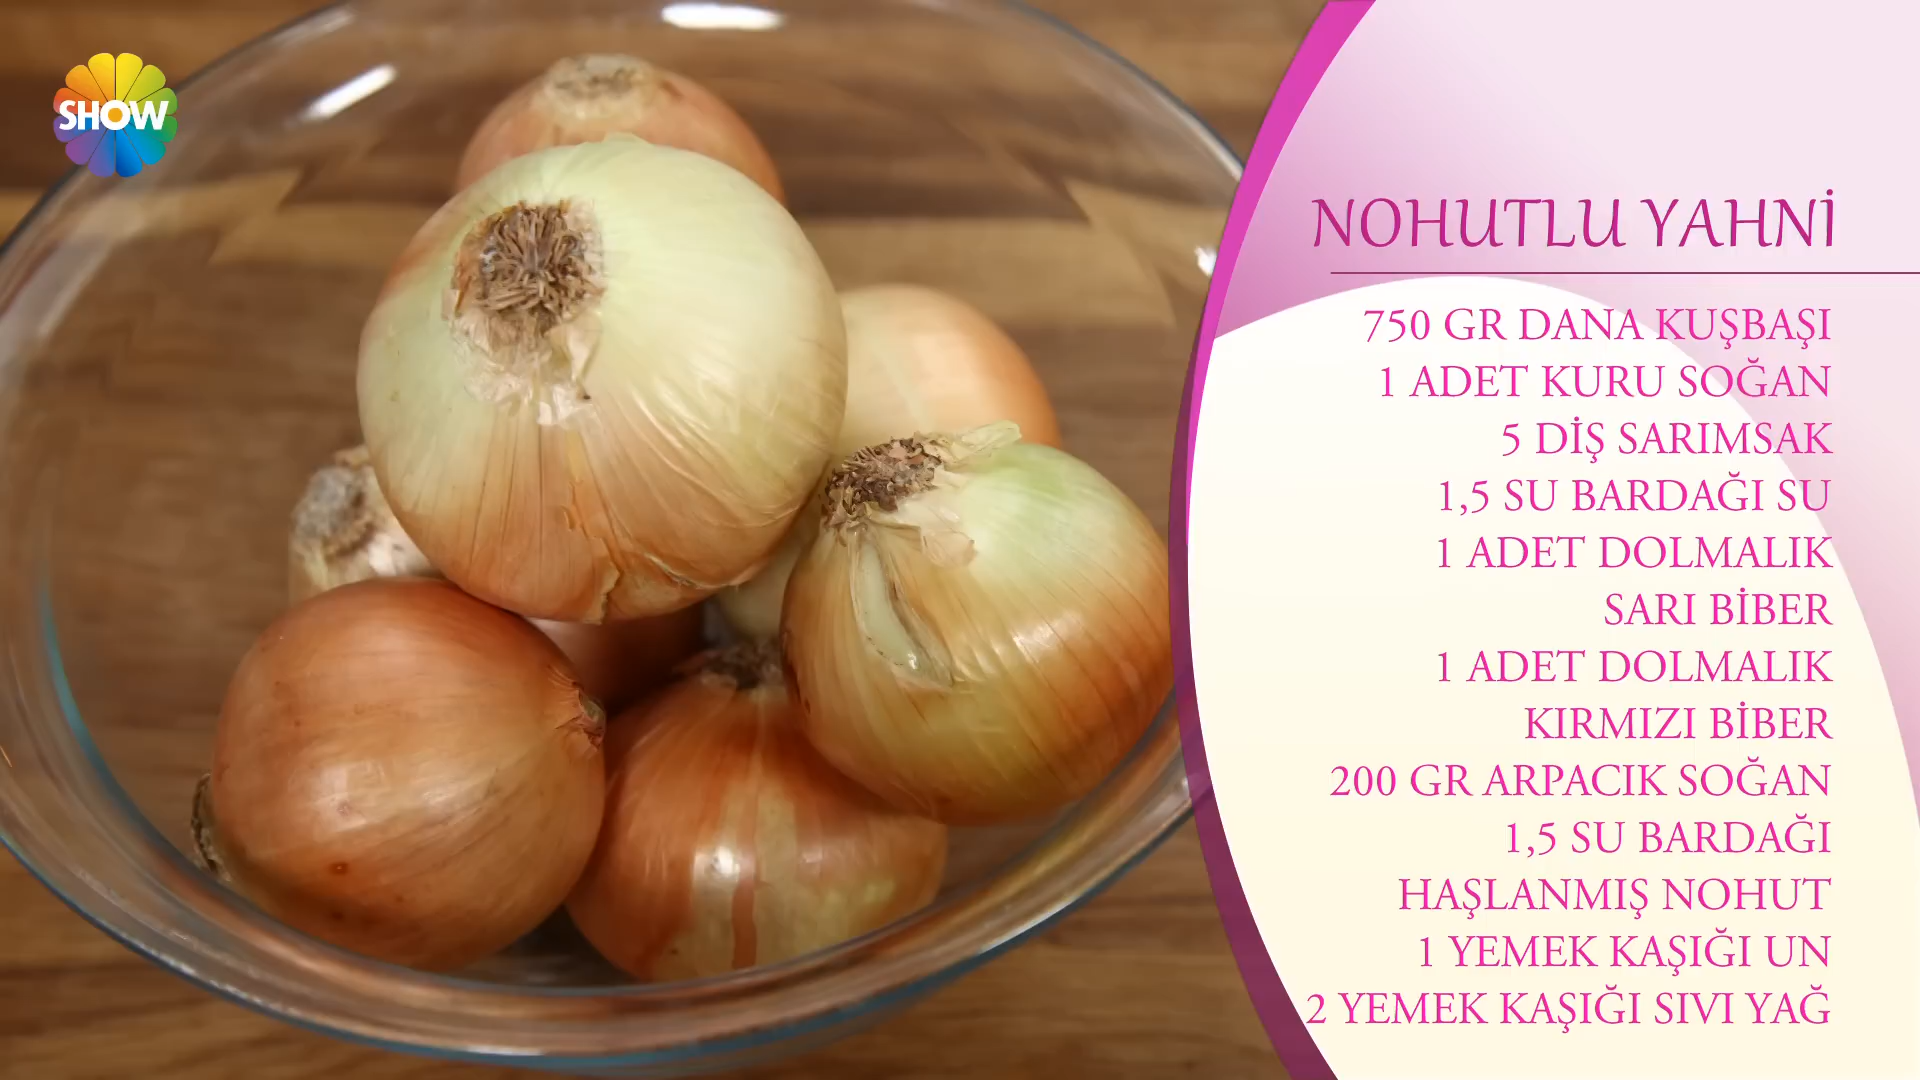 SHOW
NOHUTLU YAHNİ
750 GR DANA KUŞBAŞI
1 ADET KURU SOĞAN
5 DİŞ SARIMSAK
1,5 SU BARDAĞI SU
1 ADET DOLMALIK
SARI BİBER
1 ADET DOLMALIK
KIRMIZI BİBER
200 GR ARPACIK SOĞAN
1,5 SU BARDAĞI
HAŞLANMIŞ NOHUT
1 YEMEK KAŞIĞI UN
2 YEMEK KAŞIĞI SIVI YAĞ